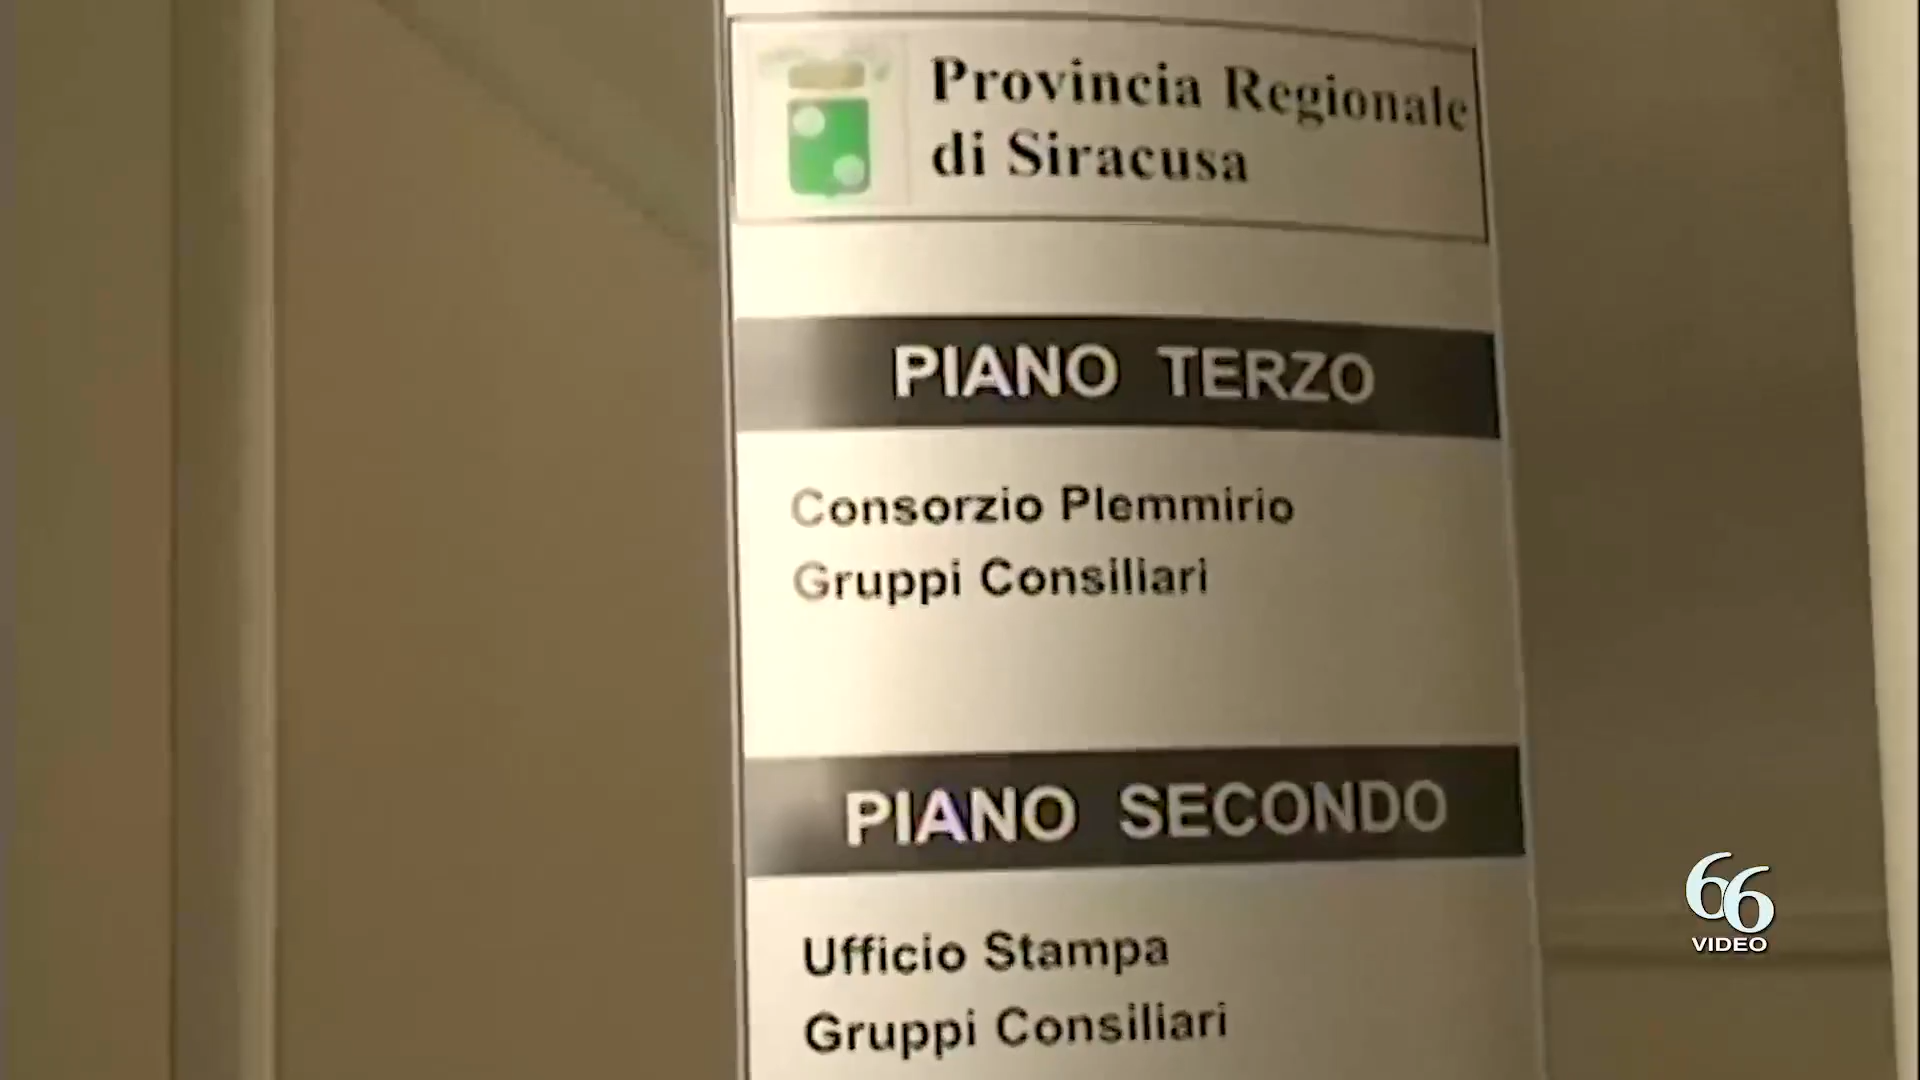 Provincia Regionale
di Siracusa
PIANO TERZO
Consorzio Plemmirio
Gruppi Consiliari
PIANO SECONDO
Ufficio Stampa
Gruppi Consiliari
66
VIDEO